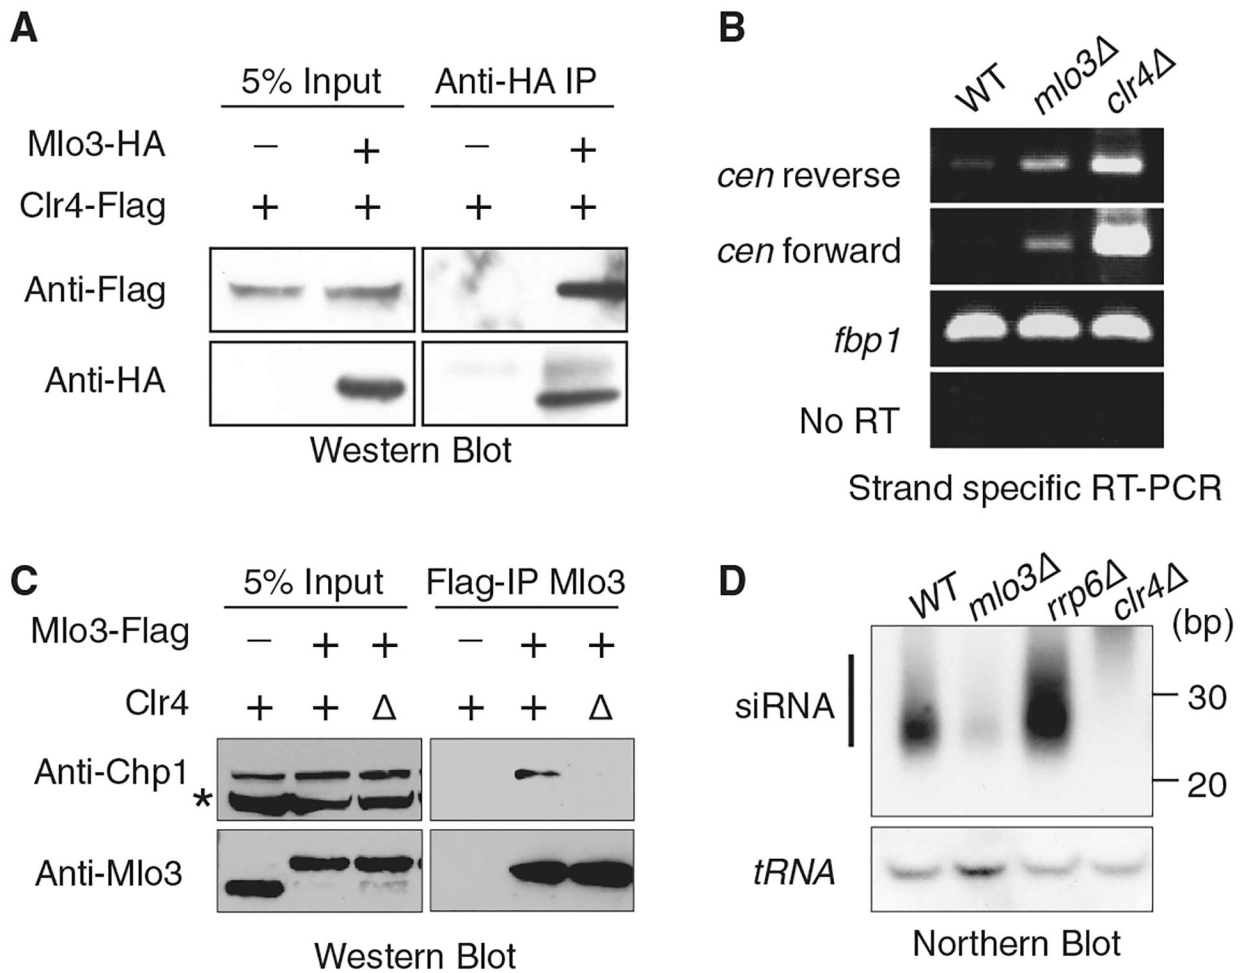 A
5% Input Anti-HA IP
Mlo3-HA − + − +
Clr4-Flag + + + +
Anti-Flag
Anti-HA
Western Blot
B
WT mlo3Δ clr4Δ
cen reverse
cen forward
fbp1
No RT
Strand specific RT-PCR
C
5% Input Flag-IP Mlo3
Mlo3-Flag − + + − + +
Clr4 + + Δ + + Δ
Anti-Chp1
*
Anti-Mlo3
Western Blot
D
WT mlo3Δ rrp6Δ clr4Δ
(bp)
30
siRNA
20
tRNA
Northern Blot